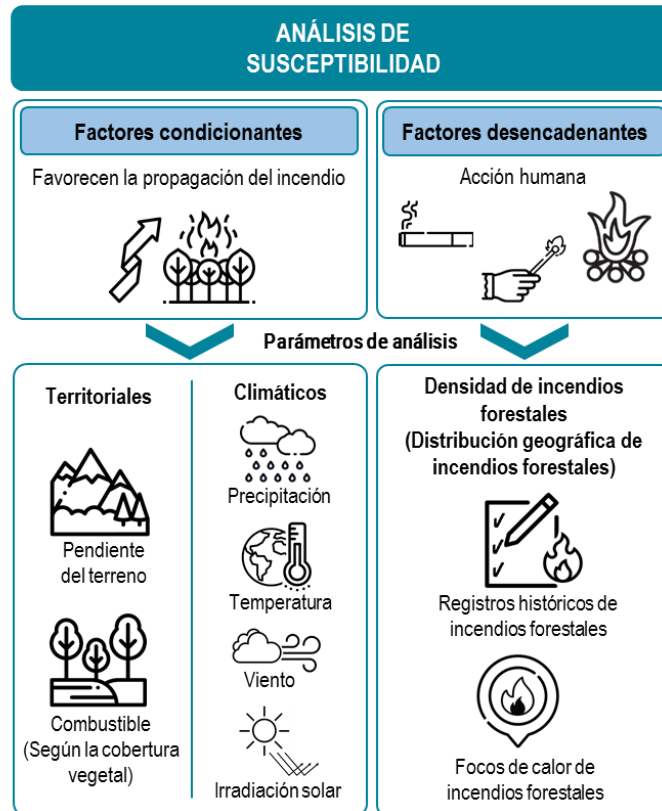 ANÁLISIS DE
SUSCEPTIBILIDAD
Factores condicionantes
Favorecen la propagación del incendio
Factores desencadenantes
Acción humana
Parámetros de análisis
Territoriales
Pendiente
del terreno
Combustible
(Según la cobertura
vegetal)
Climáticos
Precipitación
Temperatura
Viento
Irradiación solar
Densidad de incendios
forestales
(Distribución geográfica de
incendios forestales)
Registros históricos de
incendios forestales
Focos de calor de
incendios forestales